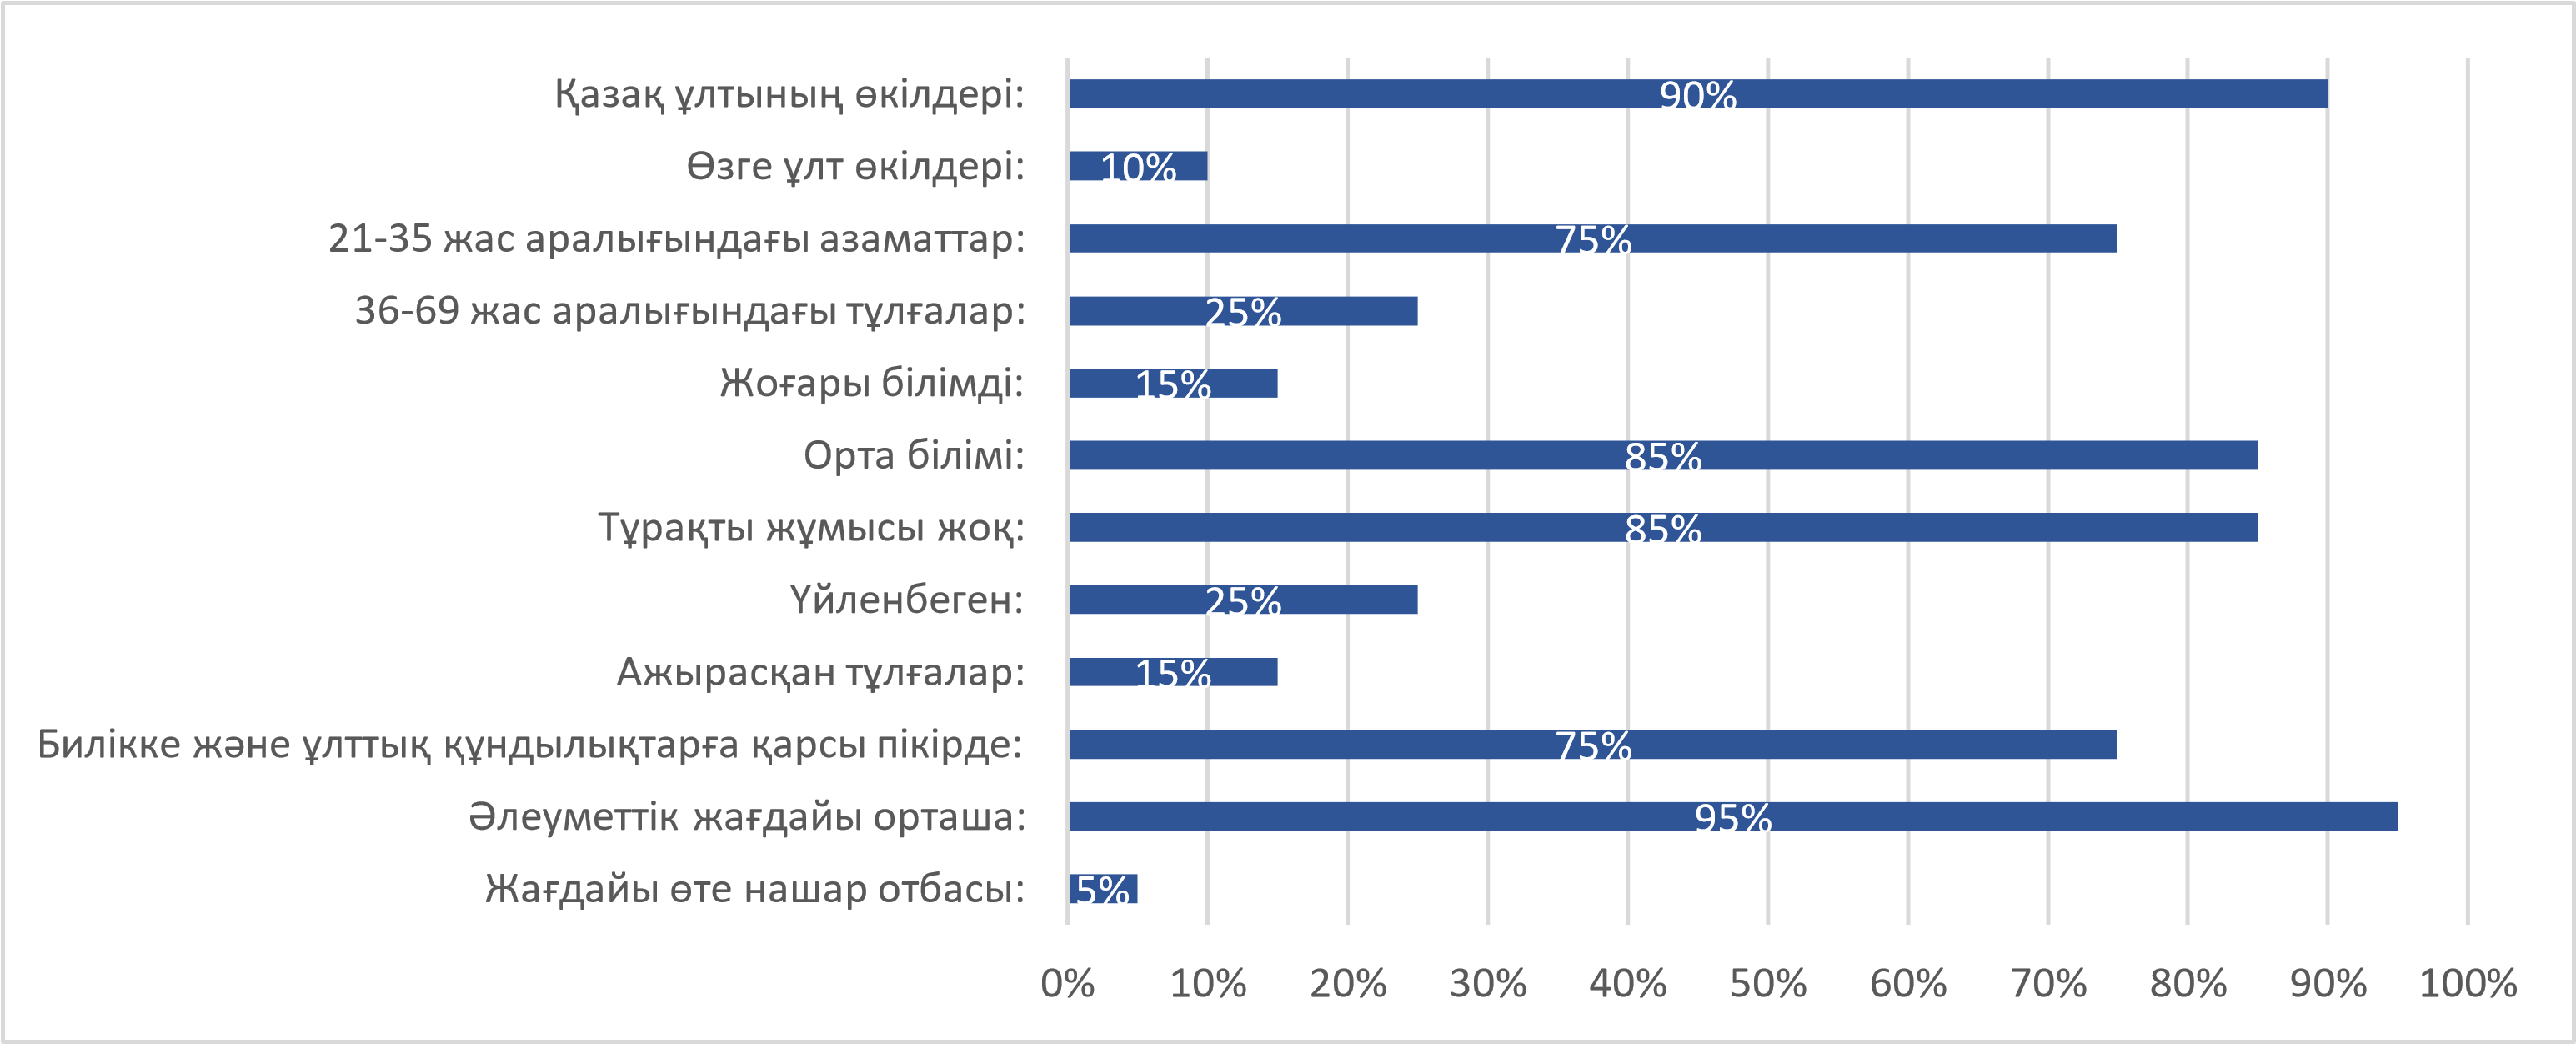 Қазақ ұлтының өкілдері:
90%
Өзге ұлт өкілдері:
10%
21-35 жас аралығындағы азаматтар:
75%
36-69 жас аралығындағы тұлғалар:
25%
Жоғары білімді:
15%
Орта білімі:
85%
Тұрақты жұмысы жоқ:
85%
Үйленбеген:
25%
Ажырасқан тұлғалар:
15%
Билікке және ұлттық құндылықтарға қарсы пікірде:
75%
Әлеуметтік жағдайы орташа:
95%
Жағдайы өте нашар отбасы:
5%
0% 10% 20% 30% 40% 50% 60% 70% 80% 90% 100%